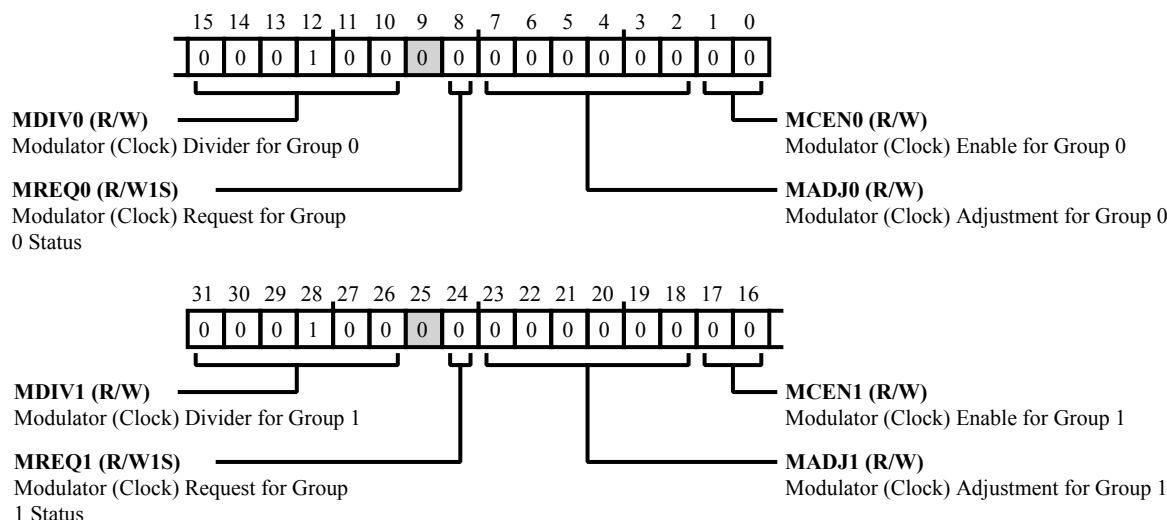 15 14 13 12 11 10 9 8 7 6 5 4 3 2 1 0
0 0 0 1 0 0 0 0 0 0 0 0 0 0 0 0
MDIV0 (R/W)
Modulator (Clock) Divider for Group 0
MCEN0 (R/W)
Modulator (Clock) Enable for Group 0
MREQ0 (R/W1S)
Modulator (Clock) Request for Group
0 Status
MADJ0 (R/W)
Modulator (Clock) Adjustment for Group 0
31 30 29 28 27 26 25 24 23 22 21 20 19 18 17 16
0 0 0 1 0 0 0 0 0 0 0 0 0 0 0 0
MDIV1 (R/W)
Modulator (Clock) Divider for Group 1
MCEN1 (R/W)
Modulator (Clock) Enable for Group 1
MREQ1 (R/W1S)
Modulator (Clock) Request for Group
1 Status
MADJ1 (R/W)
Modulator (Clock) Adjustment for Group 1